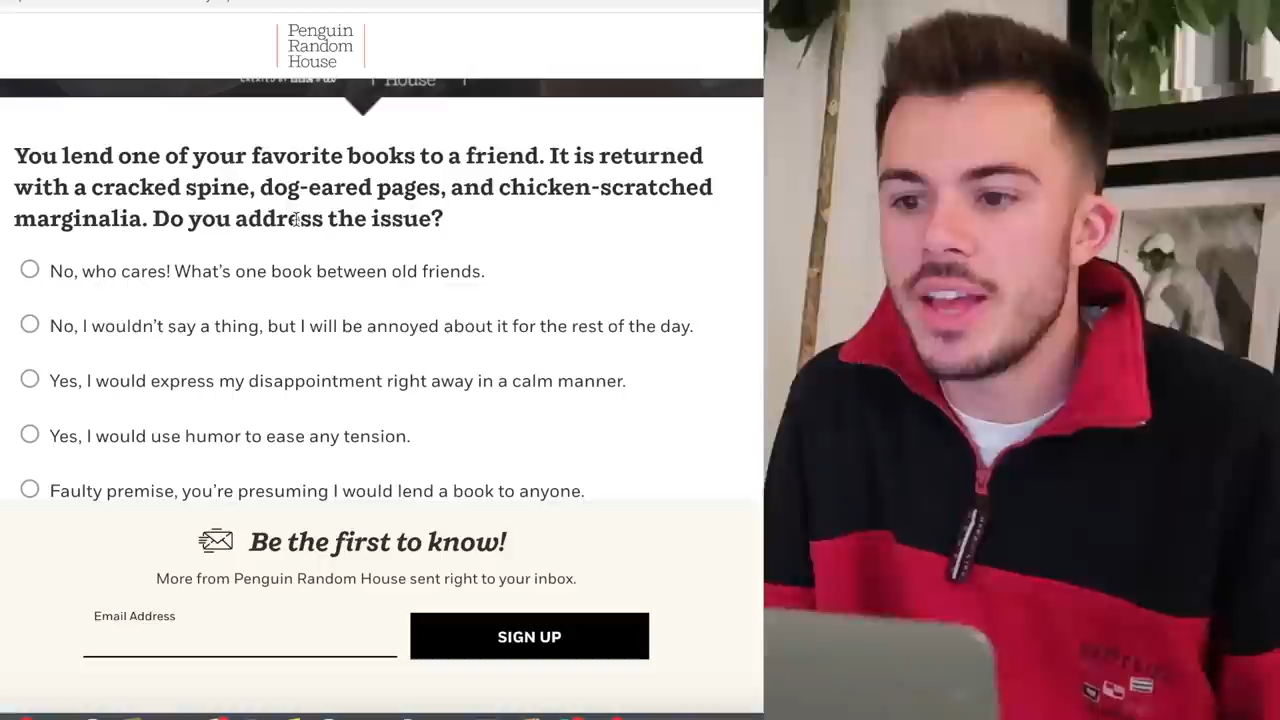 Penguin
Random
House
House
You lend one of your favorite books to a friend. It is returned
with a cracked spine, dog-eared pages, and chicken-scratched
marginalia. Do you address the issue?
No, who cares! What's one book between old friends.
No, I wouldn't say a thing, but I will be annoyed about it for the rest of the day.
Yes, I would express my disappointment right away in a calm manner.
Yes, I would use humor to ease any tension.
Faulty premise, you're presuming I would lend a book to anyone.
Be the first to know!
More from Penguin Random House sent right to your inbox.
Email Address
SIGN UP